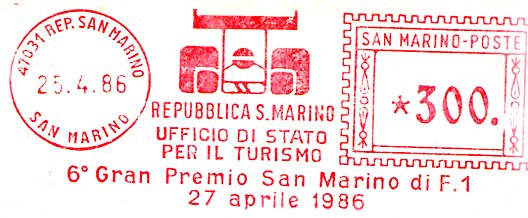 47031 REP. SAN MARINO
25.4.86
SAN MARINO
REPUBBLICA S. MARINO
UFFICIO DI STATO
PER IL TURISMO
SAN MARINO-POSTE
*300.
6° Gran Premio San Marino di F.1
27 aprile 1986